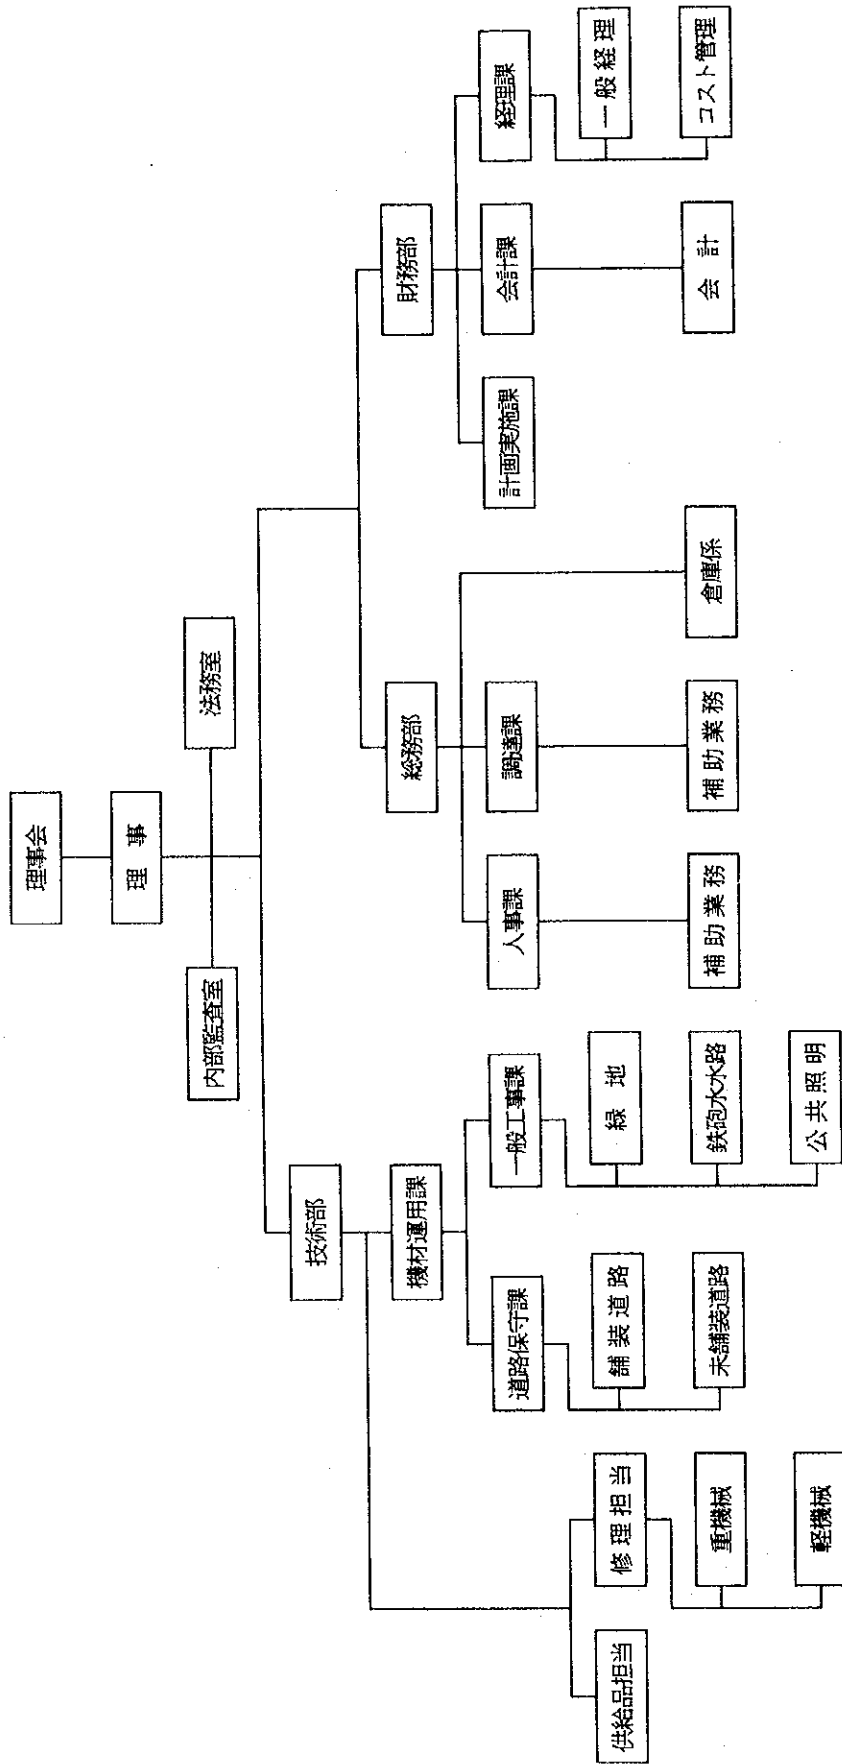 理事会
理　事
内部監査室
法務室
技術部
総務部
財務部
機材運用課
道路保守課
一般工事課
人事課
調達課
計画実施課
会計課
経理課
供給品担当
修理担当
舗装道路
緑　地
一般経理
重機械
未舗装道路
鉄砲水水路
補助業務
補助業務
倉庫係
会　計
コスト管理
軽機械
公共照明